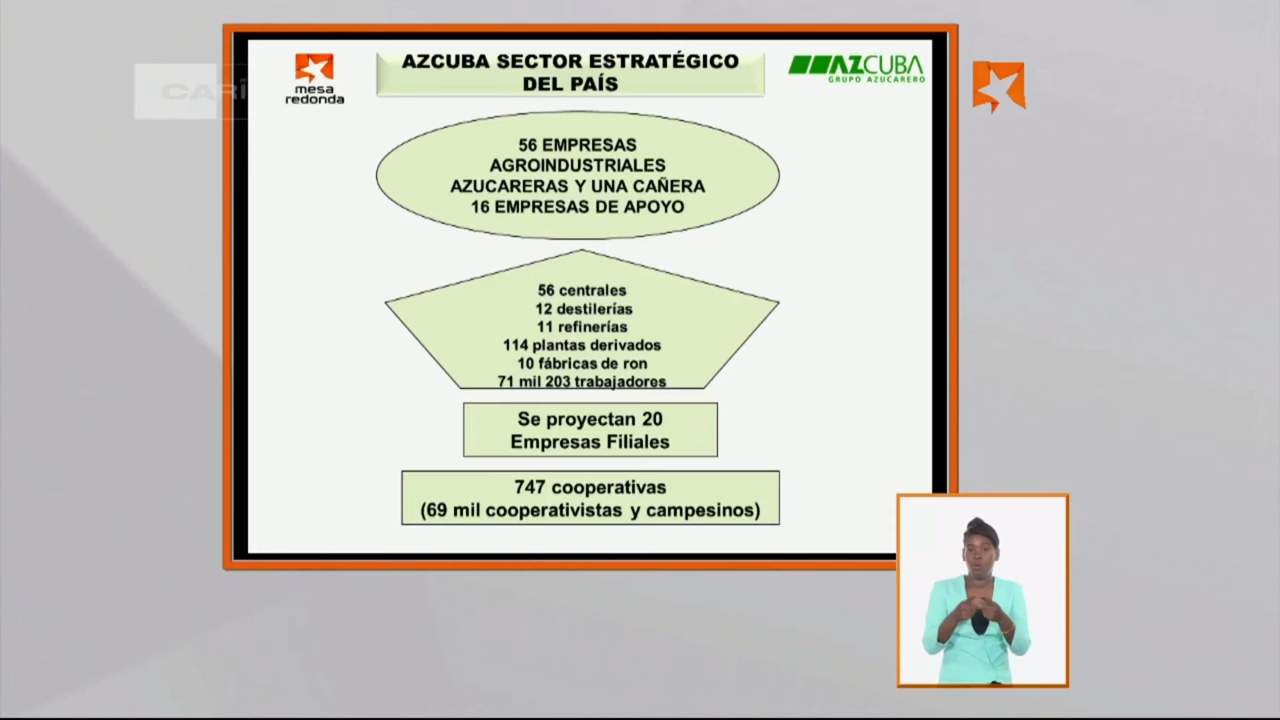 CARI
mesa
redonda
AZCUBA SECTOR ESTRATÉGICO
DEL PAÍS
AZCUBA
GRUPO AZUCARERO
56 EMPRESAS
AGROINDUSTRIALES
AZUCARERAS Y UNA CAÑERA
16 EMPRESAS DE APOYO
56 centrales
12 destilerías
11 refinerías
114 plantas derivados
10 fábricas de ron
71 mil 203 trabajadores
Se proyectan 20
Empresas Filiales
747 cooperativas
(69 mil cooperativistas y campesinos)